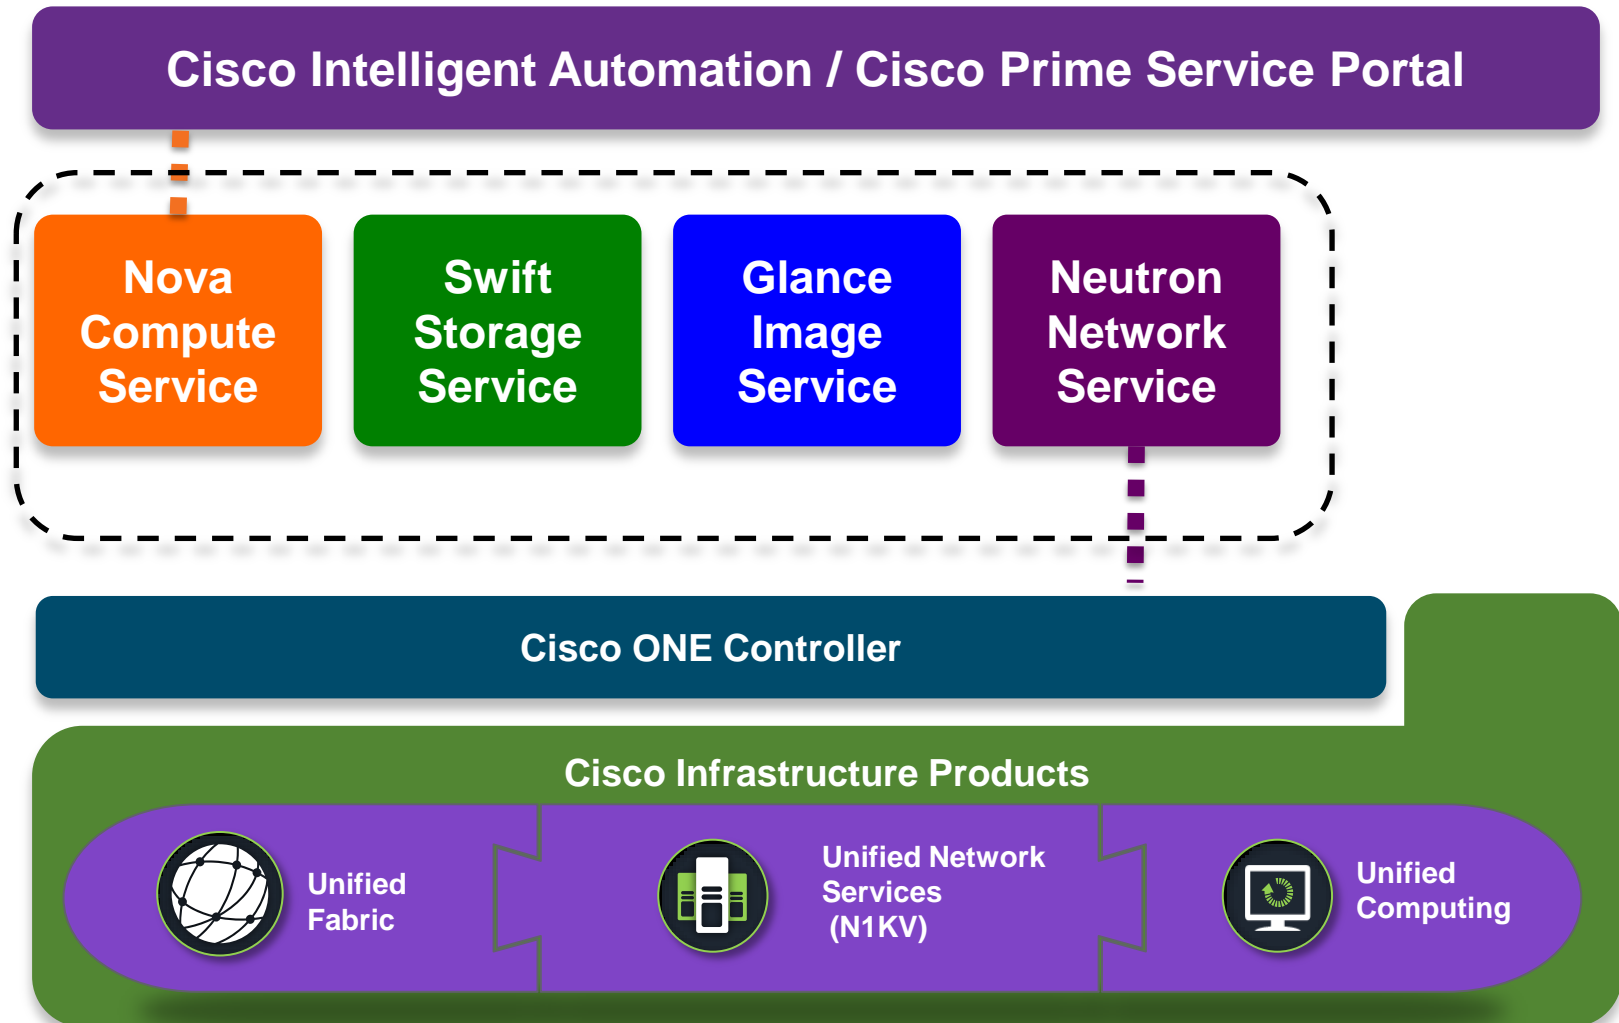 Cisco Intelligent Automation / Cisco Prime Service Portal
Nova
Compute
Service
Swift
Storage
Service
Glance
Image
Service
Neutron
Network
Service
Cisco ONE Controller
Cisco Infrastructure Products
Unified
Fabric
Unified Network
Services
(N1KV)
Unified
Computing